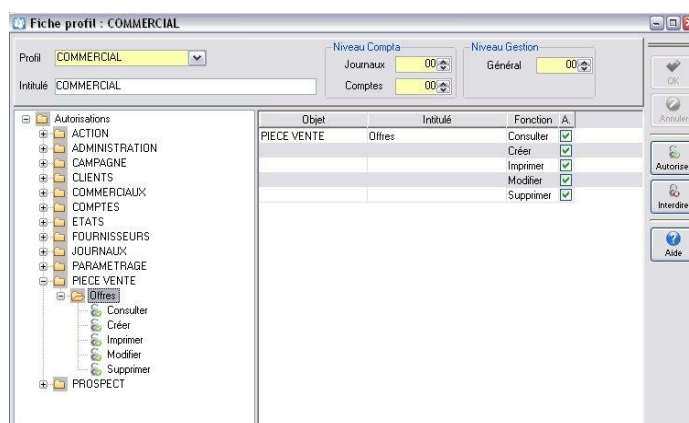 Fiche profil : COMMERCIAL
Profil COMMERCIAL
Intitulé COMMERCIAL
Niveau Compta
Journaux 00
Comptes 00
Niveau Gestion
Général 00
OK
Annuler
Autorise
Interdire
Aide
Autorisations
ACTION
ADMINISTRATION
CAMPAGNE
CLIENTS
COMMERCIAUX
COMPTES
ETATS
FOURNISSEURS
JOURNAUX
PARAMETRAGE
PIECE VENTE
Offres
Consulter
Créer
Imprimer
Modifier
Supprimer
PROSPECT
Objet Intitulé Fonction A.
PIECE VENTE Offres Consulter
Créer
Imprimer
Modifier
Supprimer